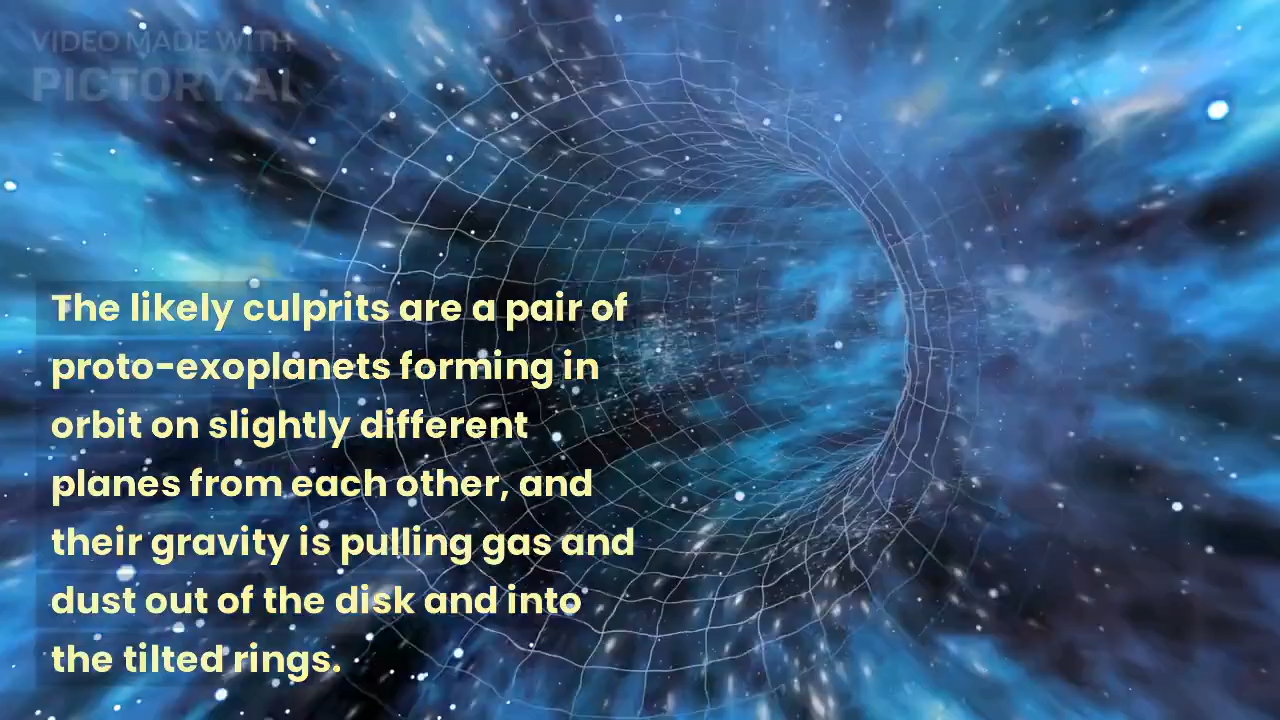 VIDEO MADE WITH
PICTORY.AI
The likely culprits are a pair of
proto-exoplanets forming in
orbit on slightly different
planes from each other, and
their gravity is pulling gas and
dust out of the disk and into
the tilted rings.